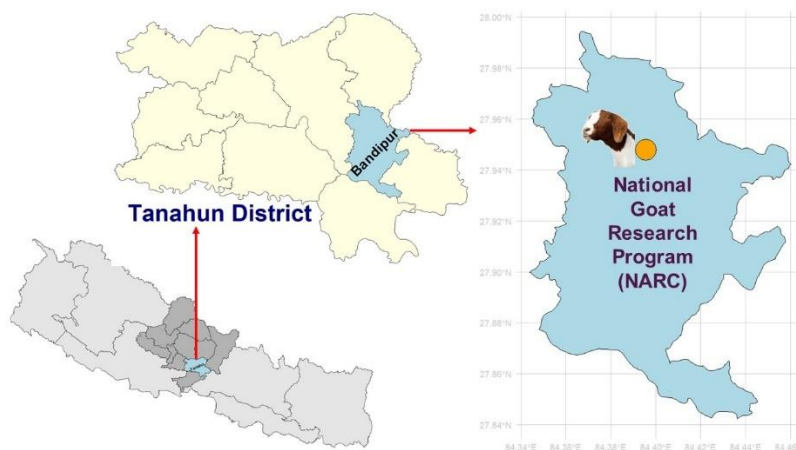 Bandipur
Tanahun District
National
Goat
Research
Program
(NARC)
28.00°N
27.98°N
27.96°N
27.94°N
27.92°N
27.90°N
27.88°N
27.86°N
27.84°N
84.34°E
84.36°E
84.38°E
84.40°E
84.42°E
84.44°E
84.46°E